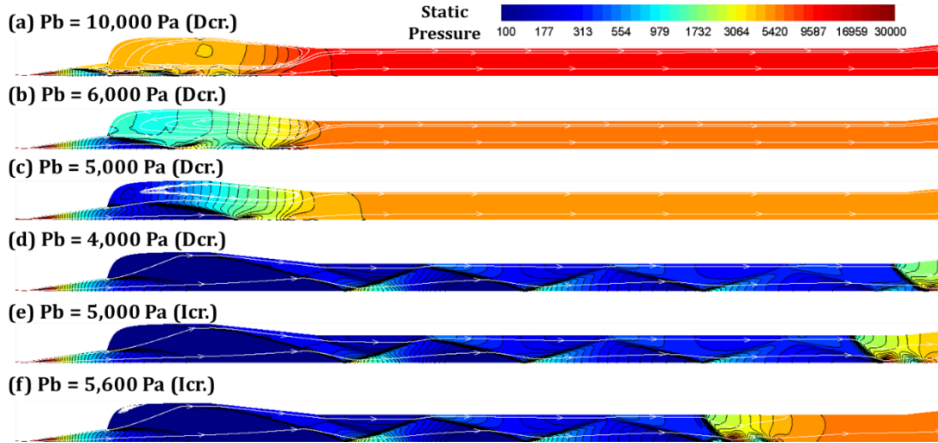 (a) Pb = 10,000 Pa (Dcr.)
Static Pressure
100 177 313 554 979 1732 3064 5420 9587 16959 30000
(b) Pb = 6,000 Pa (Dcr.)
(c) Pb = 5,000 Pa (Dcr.)
(d) Pb = 4,000 Pa (Dcr.)
(e) Pb = 5,000 Pa (Icr.)
(f) Pb = 5,600 Pa (Icr.)